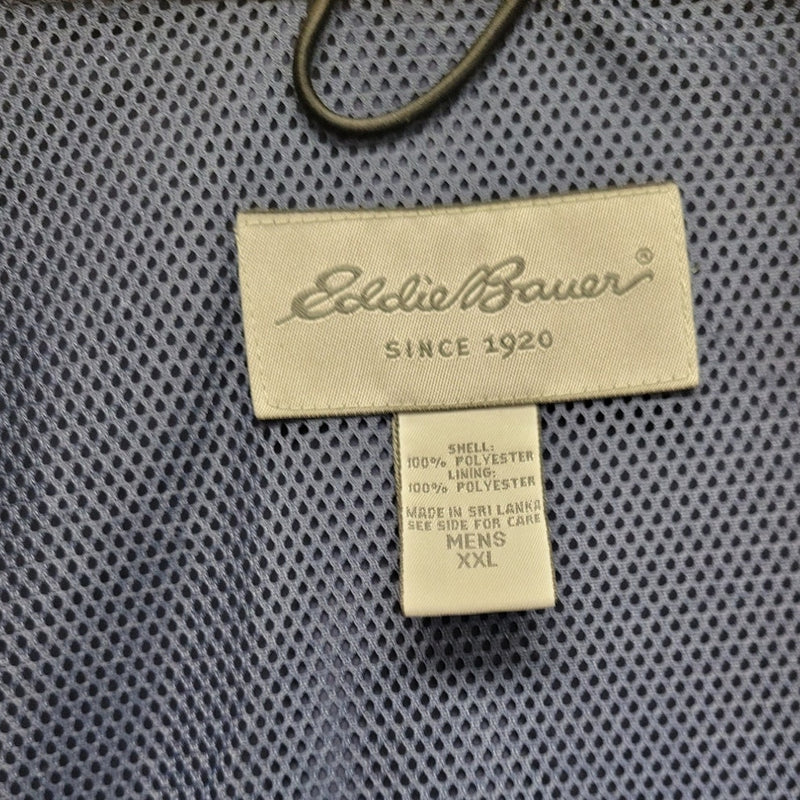 Eddie Bauer®
SINCE 1920
SHELL:
100% POLYESTER
LINING:
100% POLYESTER
MADE IN SRI LANKA
SEE SIDE FOR CARE
MENS
XXL